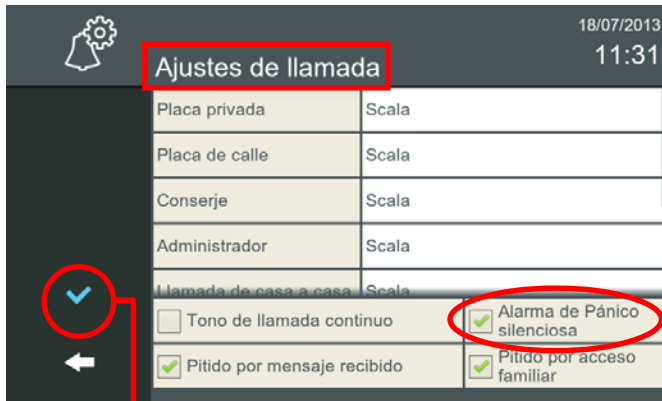 18/07/2013
11:31
Ajustes de llamada
Placa privada Scala
Placa de calle Scala
Conserje Scala
Administrador Scala
Llamada de casa a casa Scala
Tono de llamada continuo
Alarma de Pánico
silenciosa
Pitido por mensaje recibido
Pitido por acceso
familiar